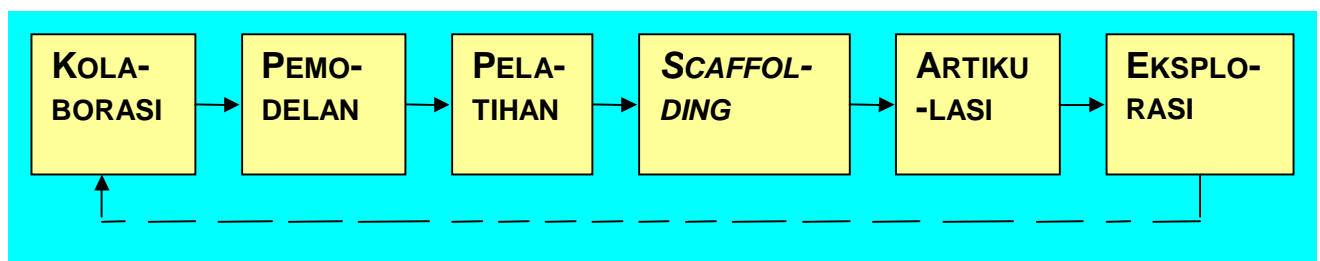 KOLA-
BORASI
PEMO-
DELAN
PELA-
TIHAN
SCAFFOL-
DING
ARTIKU
-LASI
EKSPLO-
RASI